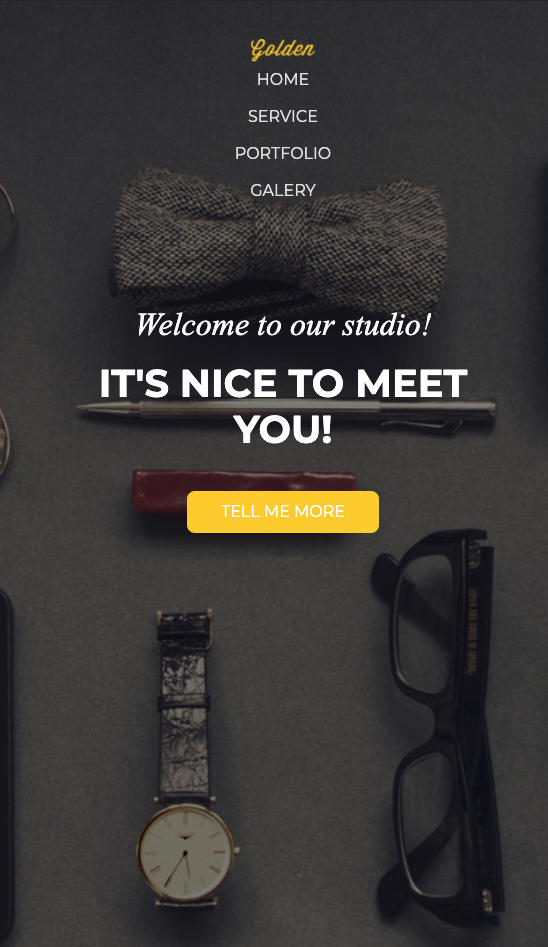 Golden
HOME
SERVICE
PORTFOLIO
GALERY
Welcome to our studio!
IT'S NICE TO MEET
YOU!
TELL ME MORE